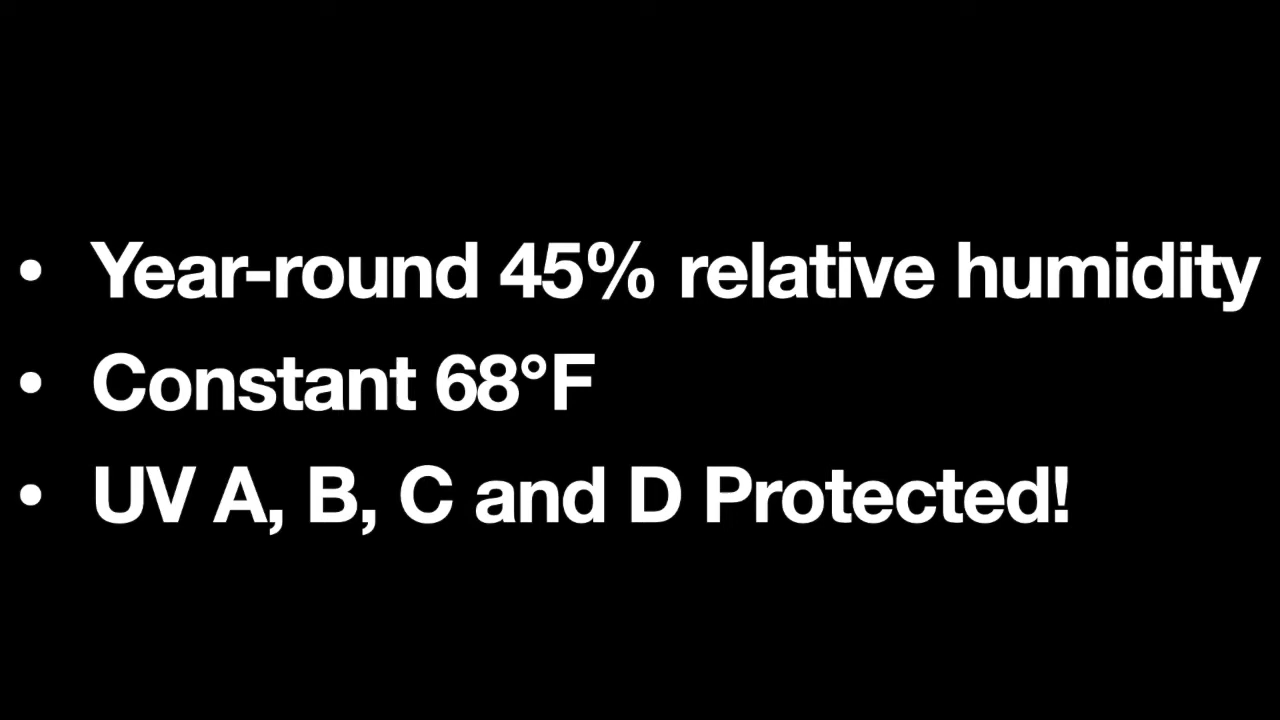 • Year-round 45% relative humidity
• Constant 68°F
• UV A, B, C and D Protected!